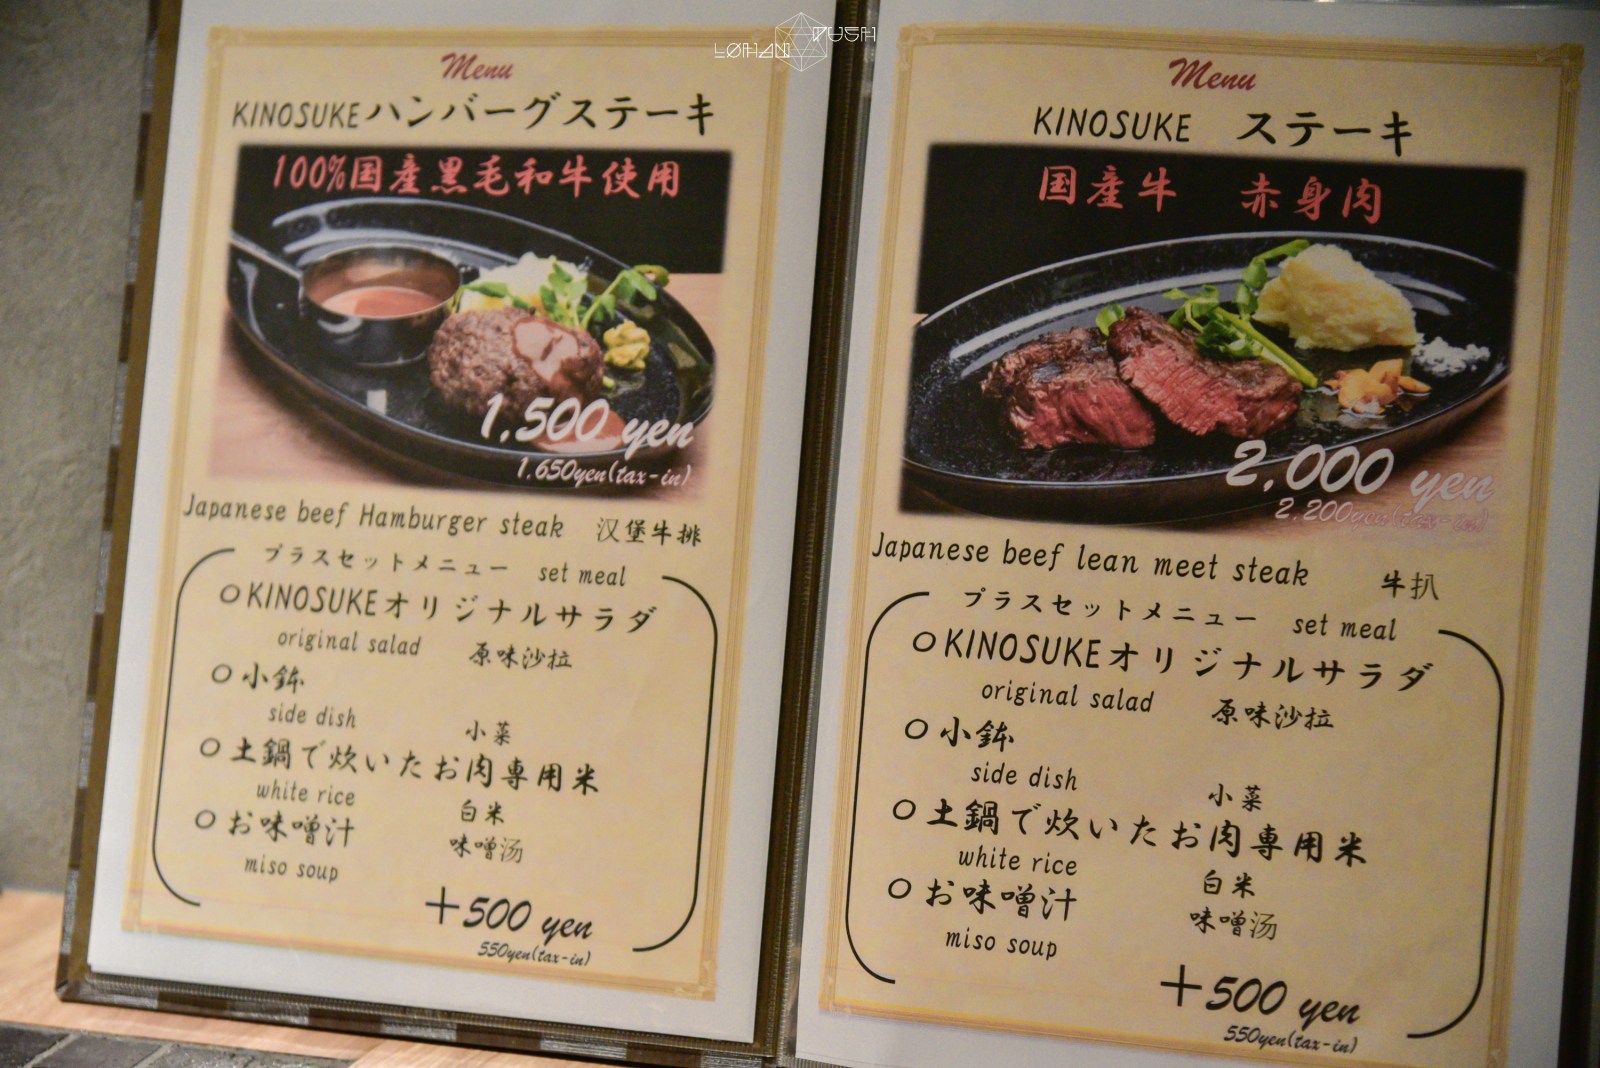 LØHAN DUSH
Menu
KINOSUKEハンバーグステーキ
100%国産黒毛和牛使用
1,500 yen
1.650yen(tax-in)
Japanese beef Hamburger steak 汉堡牛排
プラスセットメニュー set meal
○KINOSUKEオリジナルサラダ
original salad 原味沙拉
○小鉢
side dish 小菜
○土鍋で炊いたお肉専用米
white rice 白米
○お味噌汁 味噌汤
miso soup
+500 yen
550yen(tax-in)
Menu
KINOSUKE ステーキ
国産牛 赤身肉
2,000 yen
2.200yen(tax-in)
Japanese beef lean meet steak 牛扒
プラスセットメニュー set meal
○KINOSUKEオリジナルサラダ
original salad 原味沙拉
○小鉢
side dish 小菜
○土鍋で炊いたお肉専用米
white rice 白米
○お味噌汁 味噌汤
miso soup
+500 yen
550yen(tax-in)